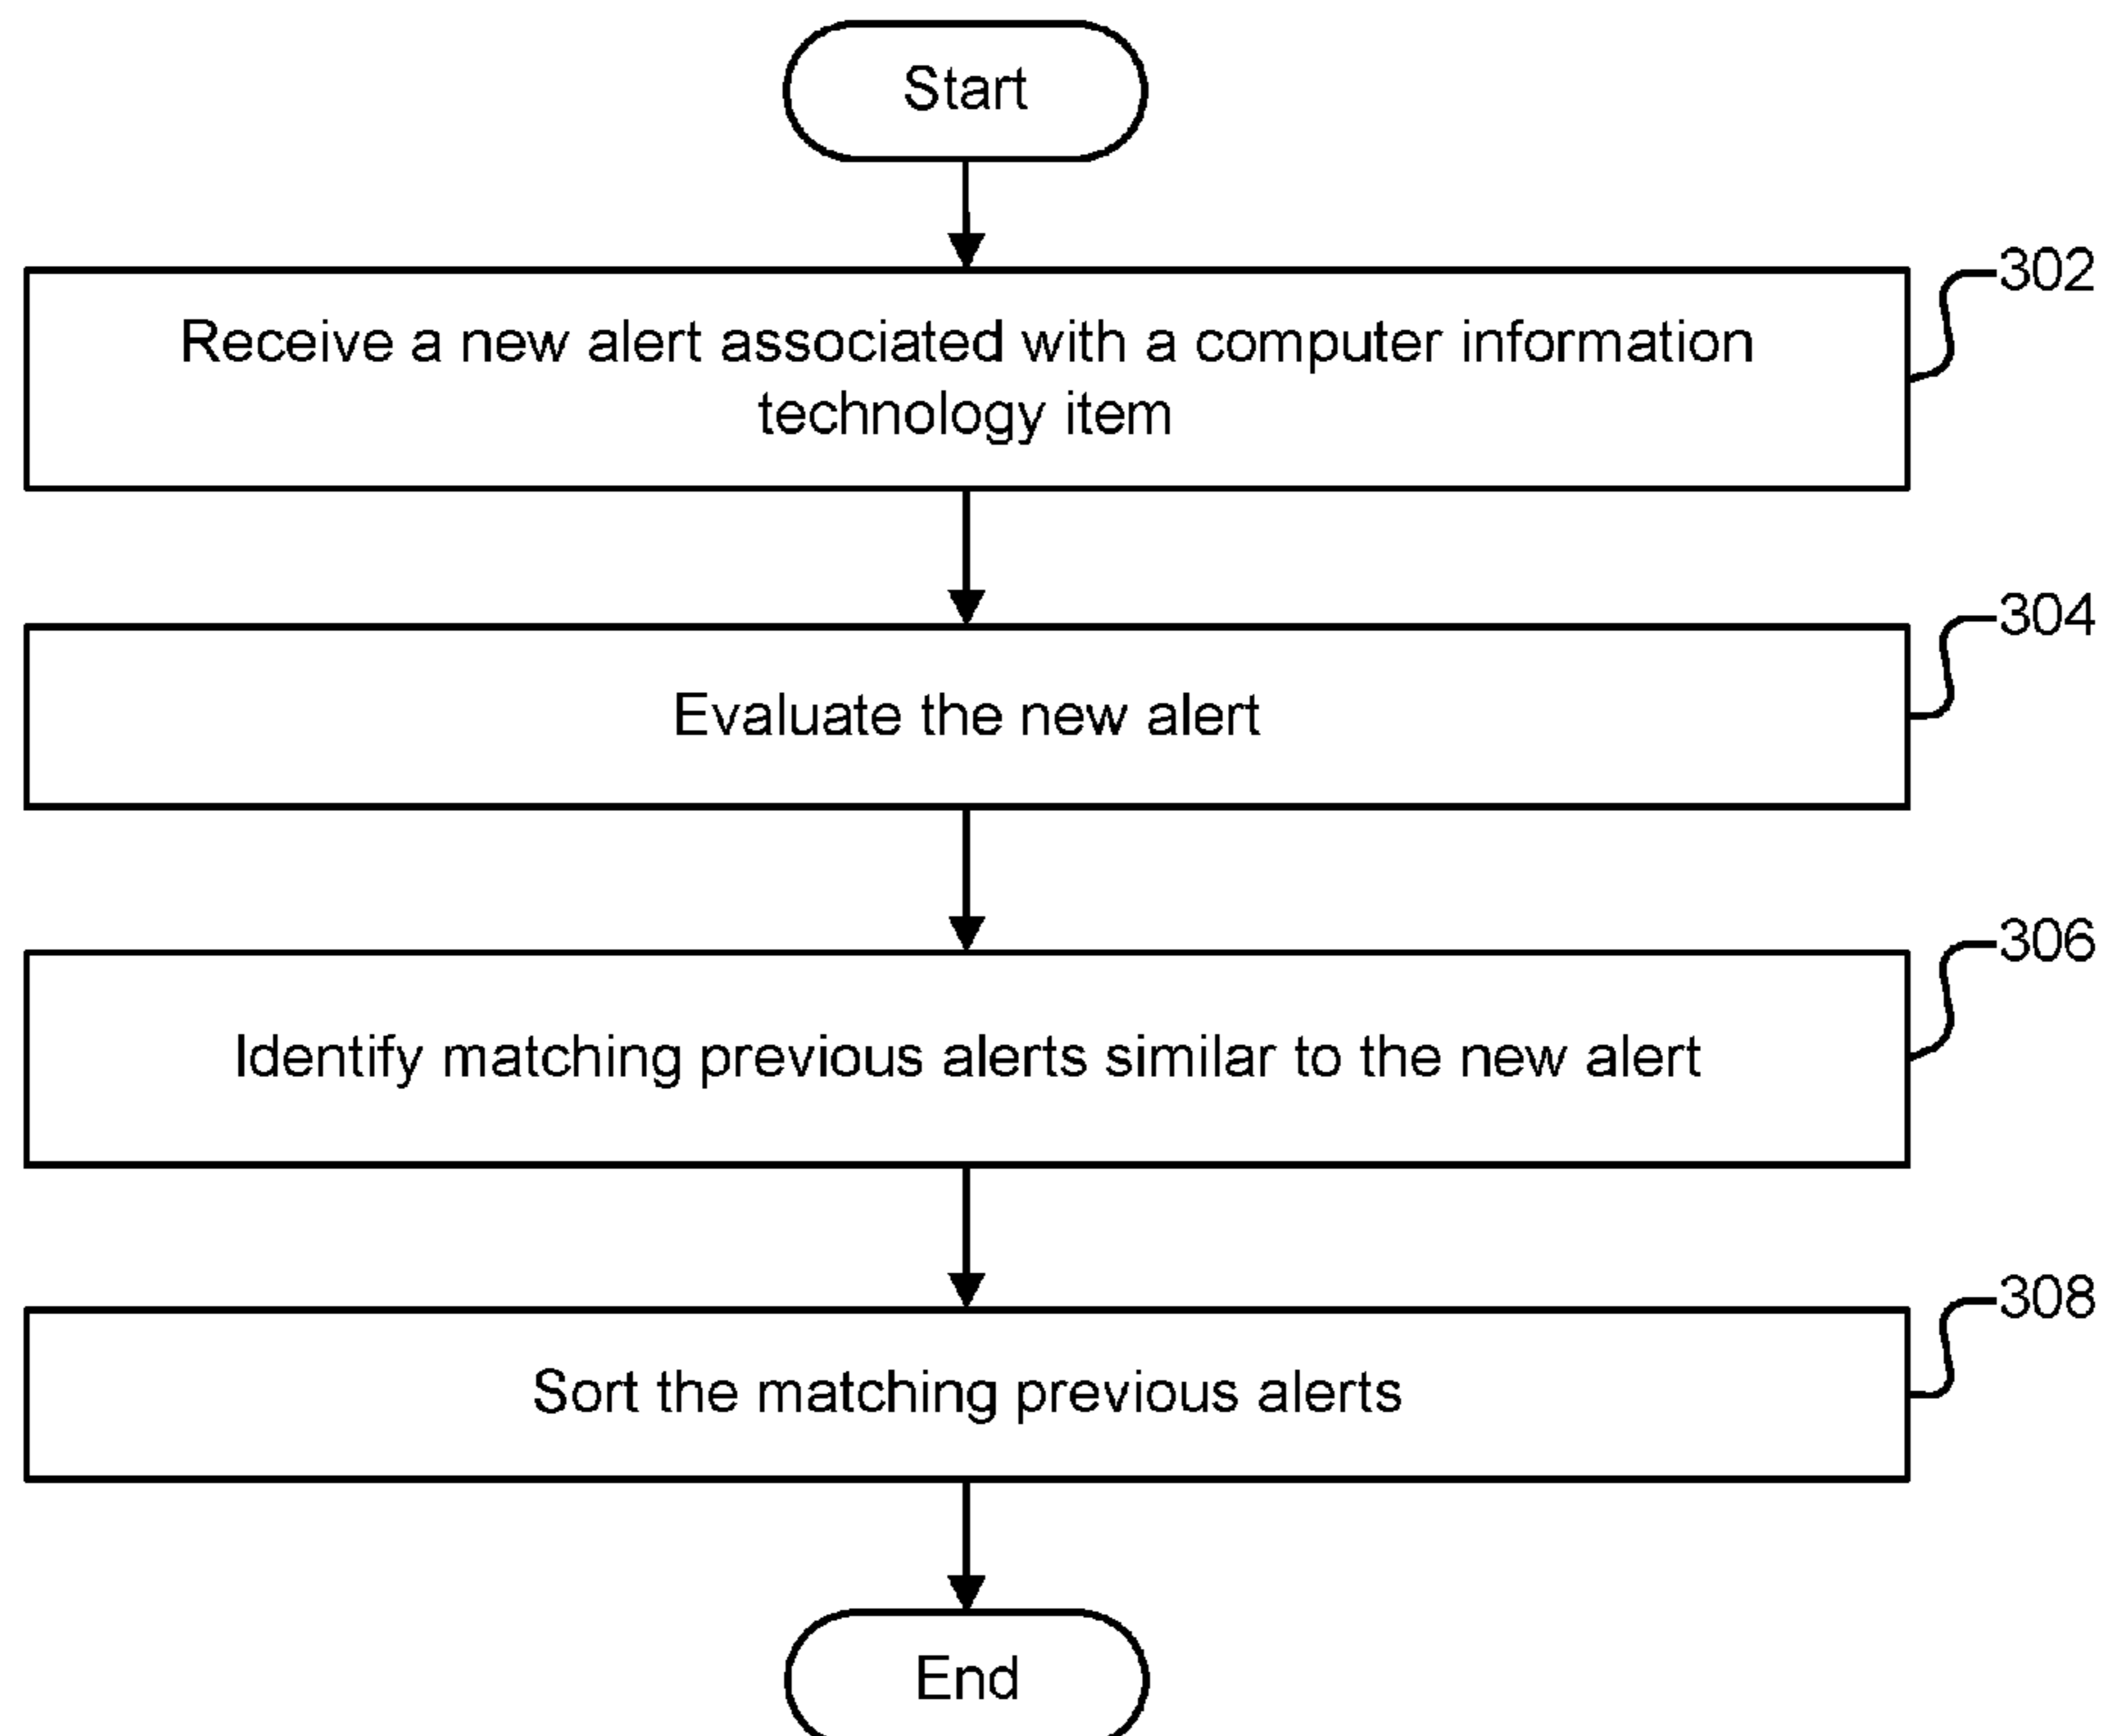 Start
302
Receive a new alert associated with a computer information
technology item
304
Evaluate the new alert
306
Identify matching previous alerts similar to the new alert
308
Sort the matching previous alerts
End